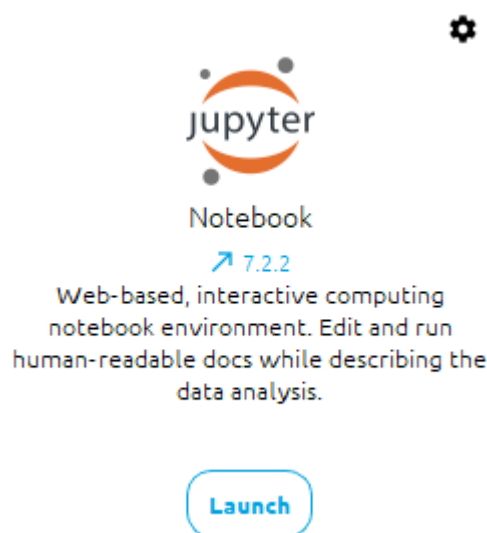 jupyter
Notebook
7.2.2
Web-based, interactive computing
notebook environment. Edit and run
human-readable docs while describing the
data analysis.
Launch